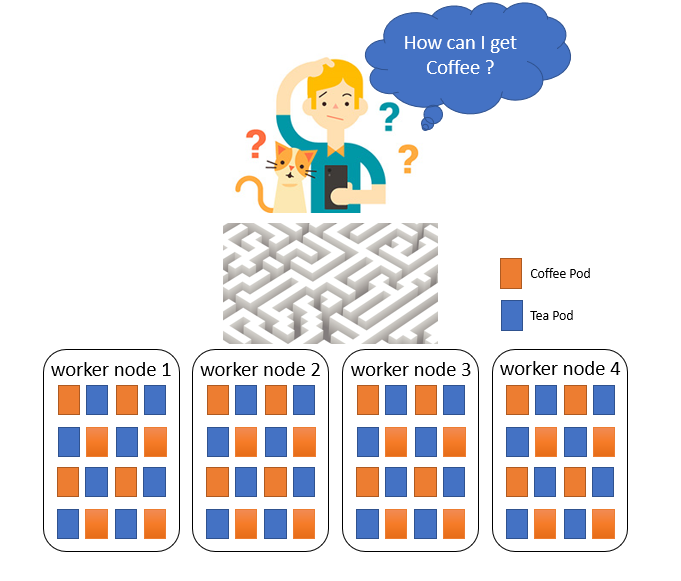 How can I get
Coffee ?
?
?
?
Coffee Pod
Tea Pod
worker node 1
worker node 2
worker node 3
worker node 4